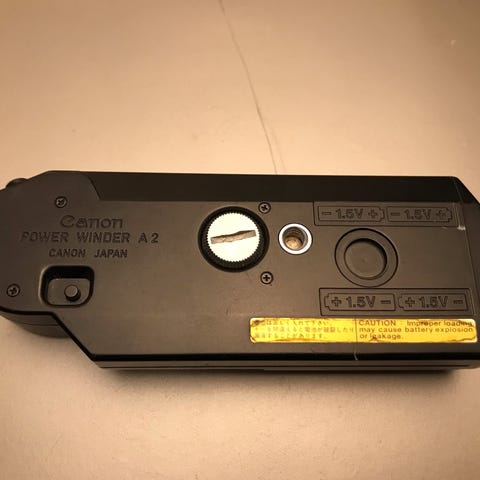 Canon
POWER WINDER A2
CANON JAPAN
− 1.5V + − 1.5V +
+ 1.5V − + 1.5V −
CAUTION : Improper loading
may cause battery explosion
or leakage.